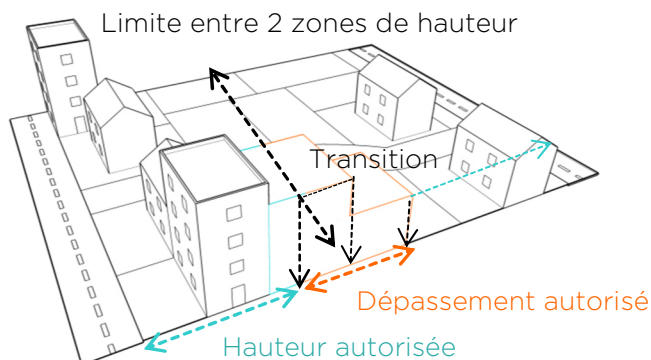 Limite entre 2 zones de hauteur
Transition
Dépassement autorisé
Hauteur autorisée